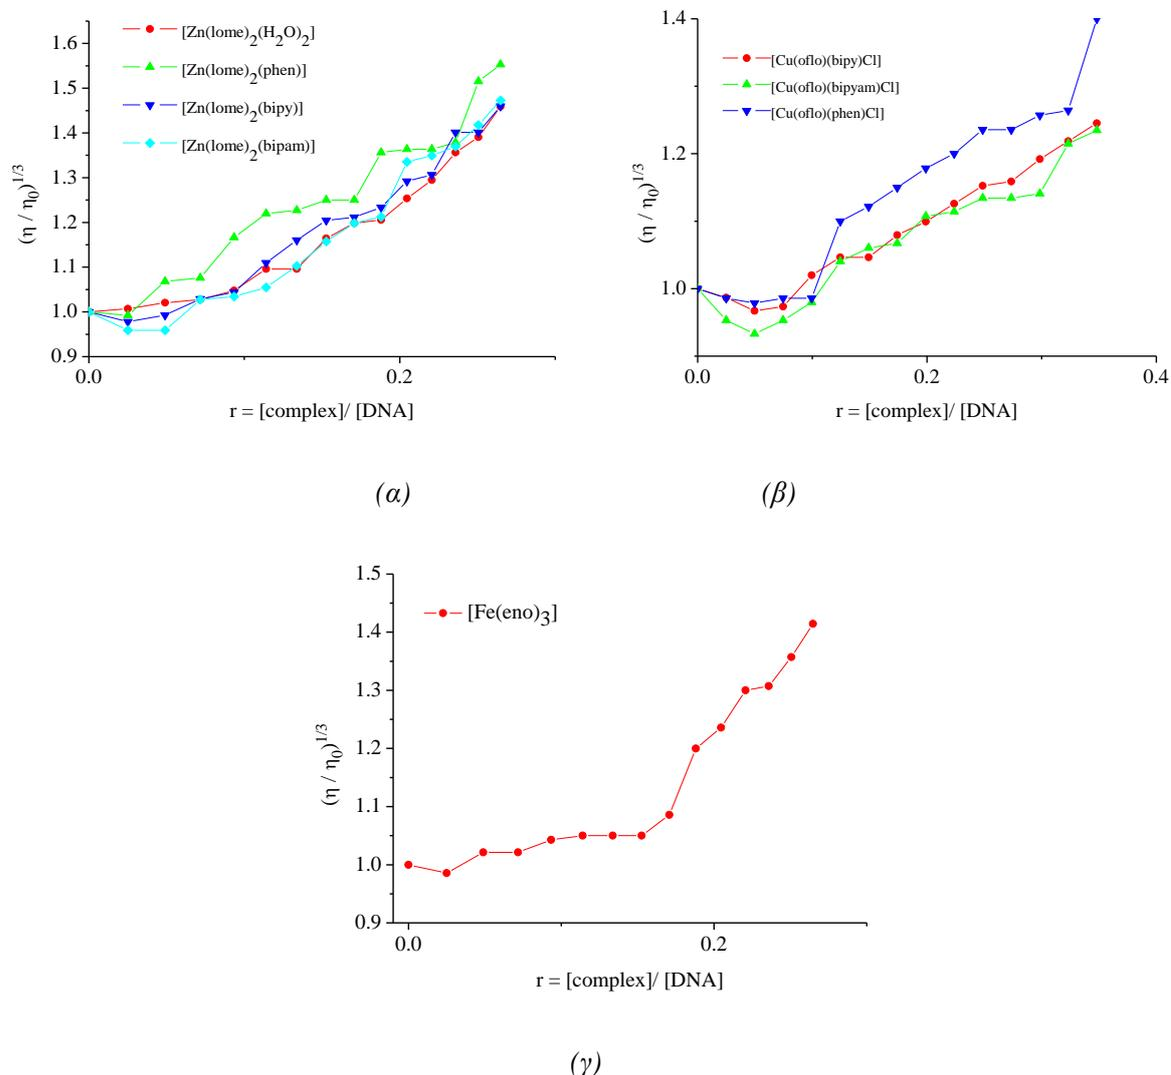 [Zn(lome)2(H2O)2]
[Zn(lome)2(phen)]
[Zn(lome)2(bipy)]
[Zn(lome)2(bipam)]
1.6
1.5
1.4
1.3
1.2
1.1
1.0
0.9
0.0
0.2
(η / η0)1/3
r = [complex]/ [DNA]
(α)
[Cu(oflo)(bipy)Cl]
[Cu(oflo)(bipyam)Cl]
[Cu(oflo)(phen)Cl]
1.4
1.2
1.0
0.0
0.2
0.4
(η / η0)1/3
r = [complex]/ [DNA]
(β)
[Fe(eno)3]
1.5
1.4
1.3
1.2
1.1
1.0
0.9
0.0
0.2
(η / η0)1/3
r = [complex]/ [DNA]
(γ)